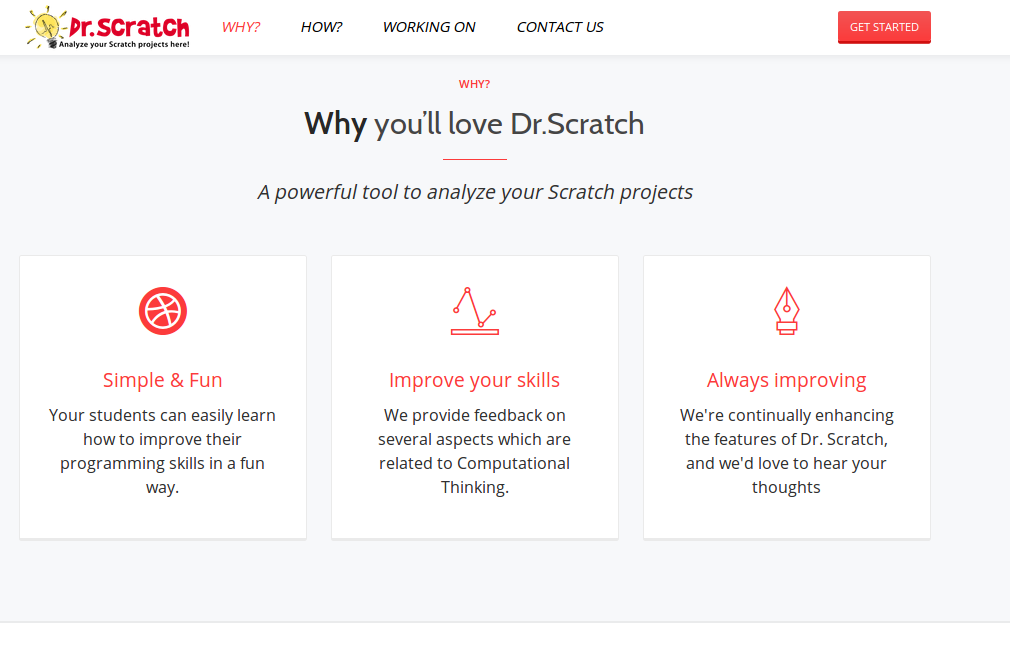 Dr.Scratch
Analyze your Scratch projects here!
WHY?
HOW?
WORKING ON
CONTACT US
GET STARTED
WHY?
Why you’ll love Dr.Scratch
A powerful tool to analyze your Scratch projects
Simple & Fun
Your students can easily learn
how to improve their
programming skills in a fun
way.
Improve your skills
We provide feedback on
several aspects which are
related to Computational
Thinking.
Always improving
We're continually enhancing
the features of Dr. Scratch,
and we'd love to hear your
thoughts